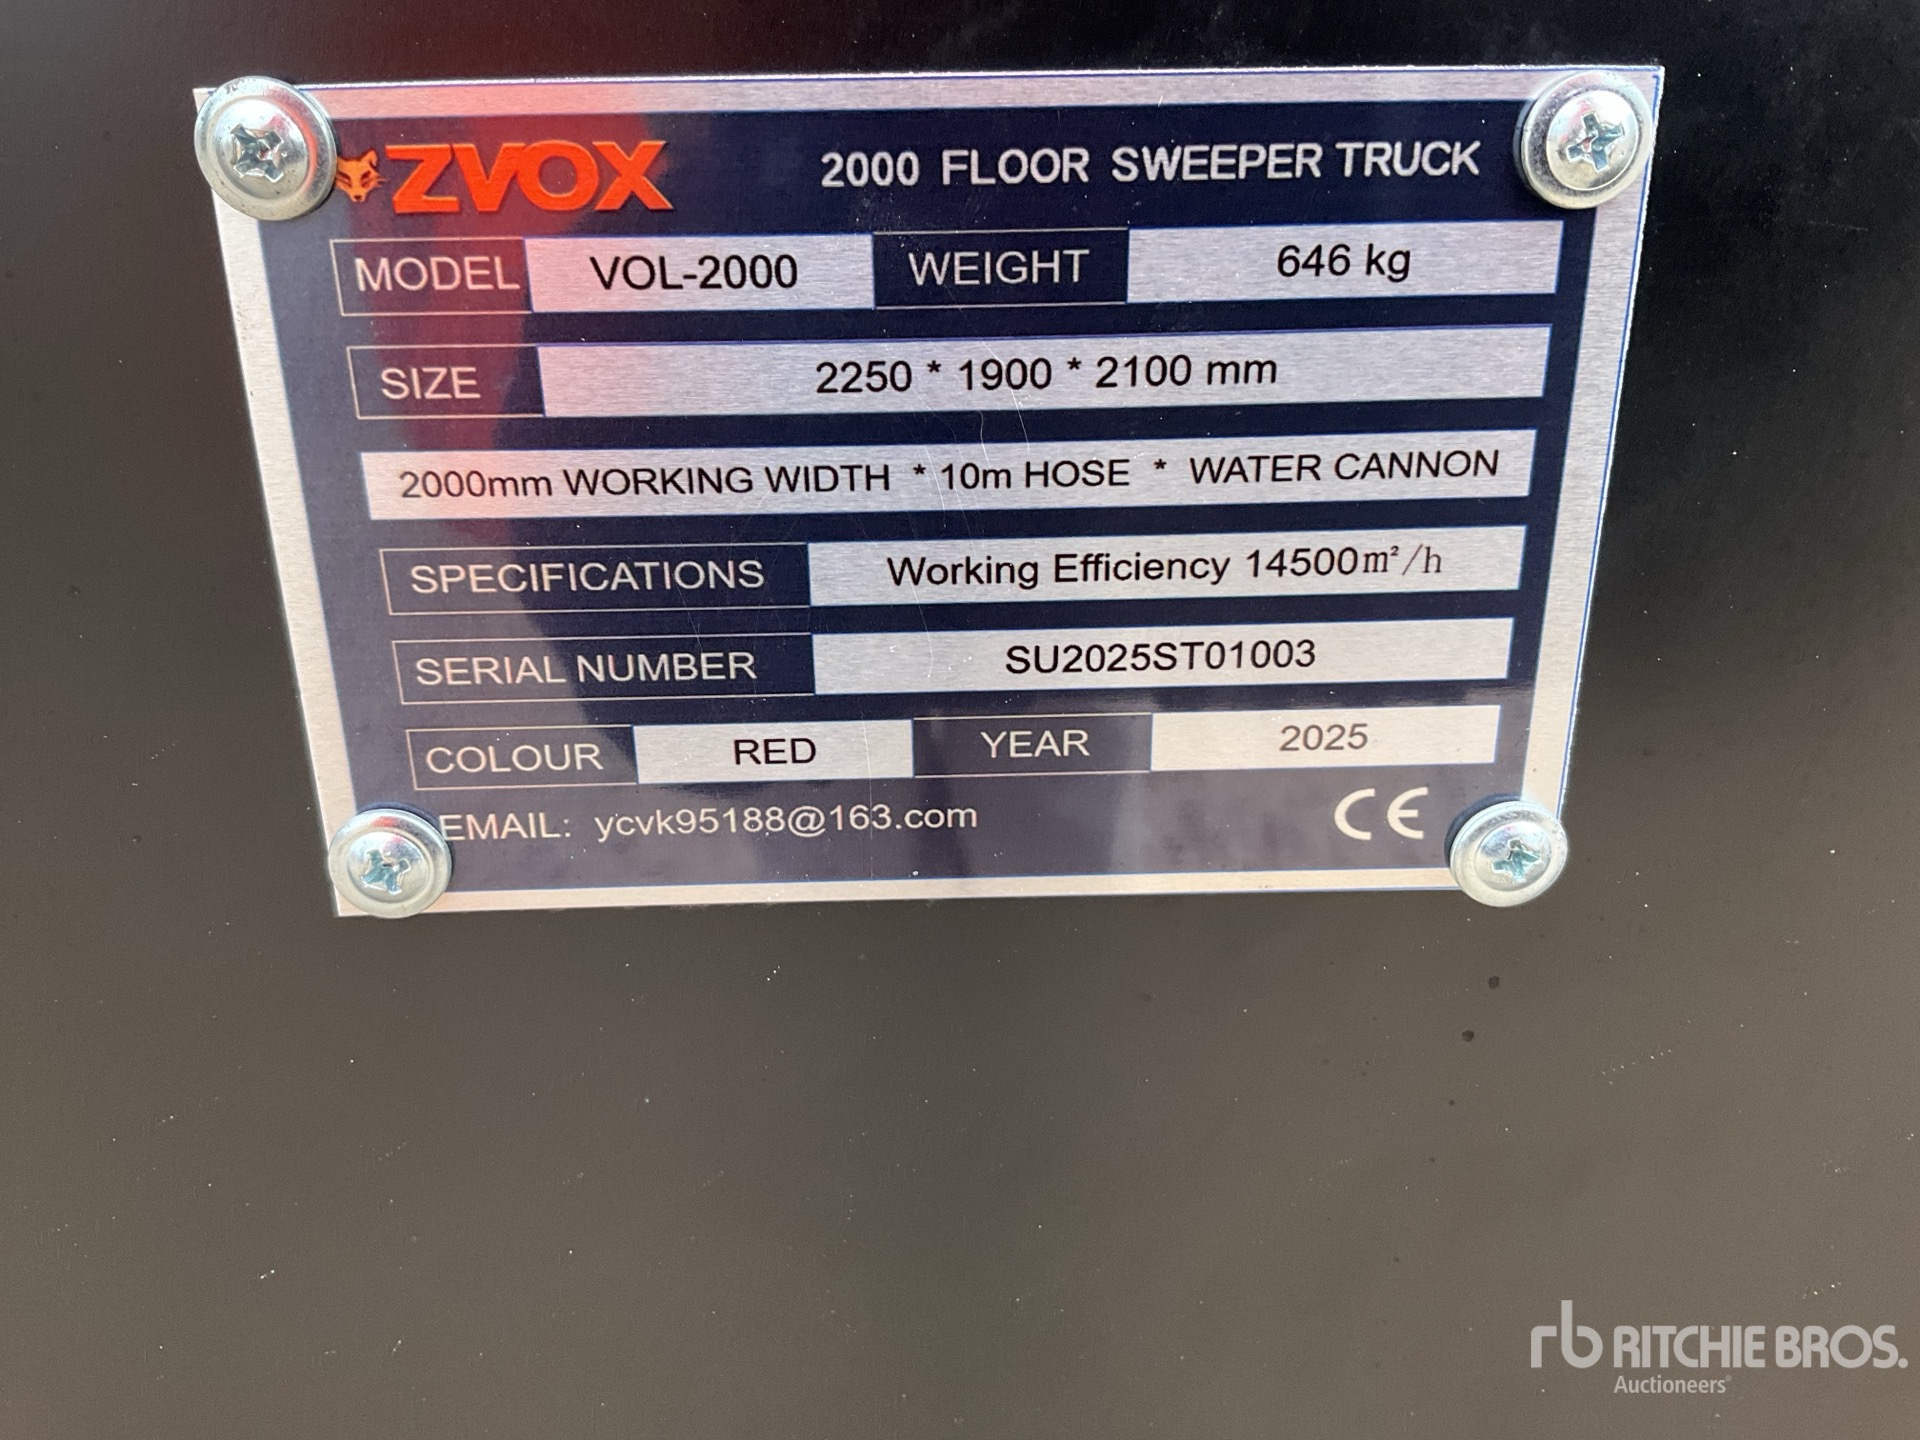 ZVOX 2000 FLOOR SWEEPER TRUCK
MODEL VOL-2000 WEIGHT 646 kg
SIZE 2250 * 1900 * 2100 mm
2000mm WORKING WIDTH * 10m HOSE * WATER CANNON
SPECIFICATIONS Working Efficiency 14500m²/h
SERIAL NUMBER SU2025ST01003
COLOUR RED YEAR 2025
EMAIL: ycvk95188@163.com CE
rb RITCHIE BROS.
Auctioneers